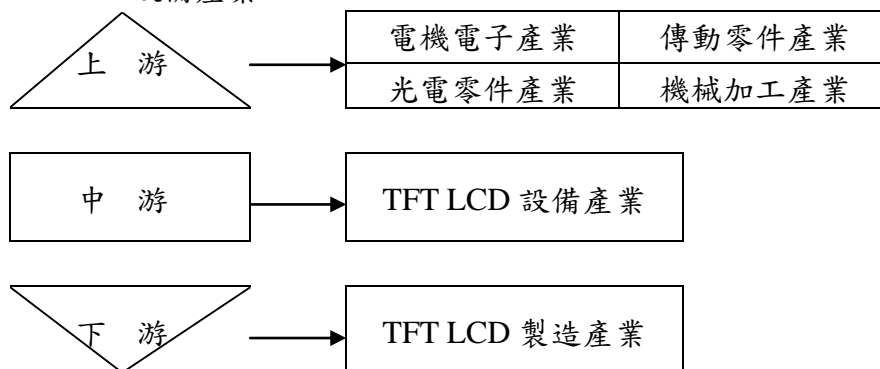 上 游
電機電子產業 傳動零件產業
光電零件產業 機械加工產業
中 游
TFT LCD 設備產業
下 游
TFT LCD 製造產業